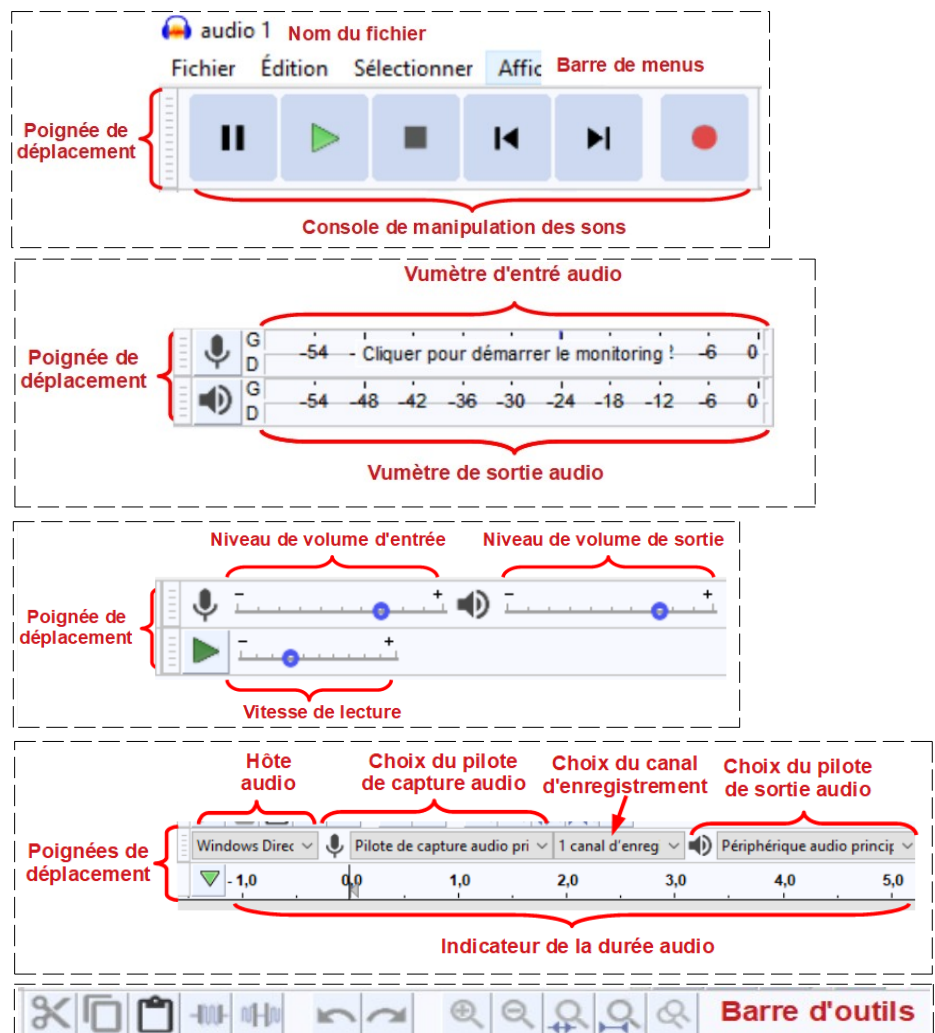 audio 1 Nom du fichier
Fichier Édition Sélectionner Affic Barre de menus
Poignée de
déplacement
Console de manipulation des sons
Vumètre d'entré audio
Poignée de
déplacement
G
D
-54 - Cliquer pour démarrer le monitoring ! -6 0
G
D
-54 -48 -42 -36 -30 -24 -18 -12 -6 0
Vumètre de sortie audio
Niveau de volume d'entrée Niveau de volume de sortie
Poignée de
déplacement
- + - +
- +
Vitesse de lecture
Hôte
audio
Choix du pilote
de capture audio
Choix du canal
d'enregistrement
Choix du pilote
de sortie audio
Poignées de
déplacement
Windows Direc Pilote de capture audio pri 1 canal d'enreg Périphérique audio princip
- 1,0 0,0 1,0 2,0 3,0 4,0 5,0
Indicateur de la durée audio
Barre d'outils